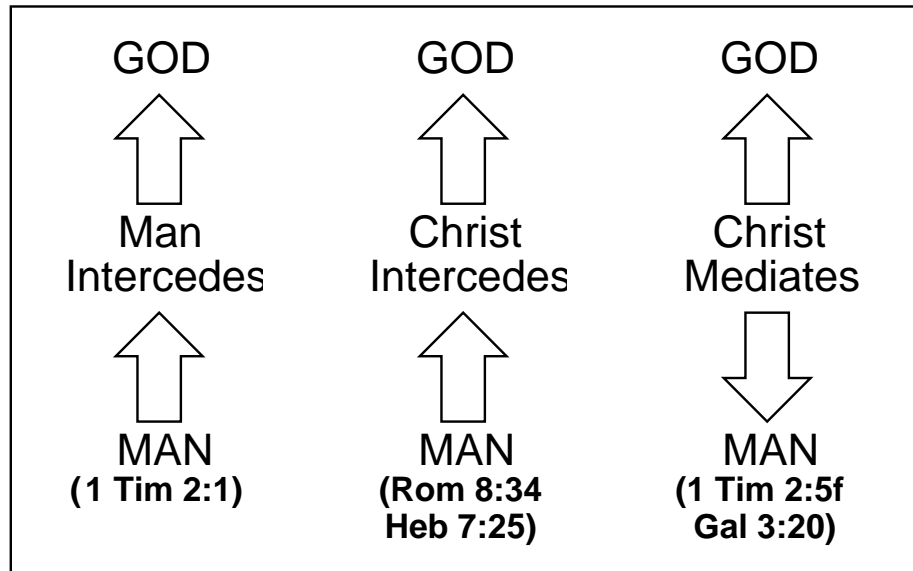 GOD
Man
Intercedes
MAN
(1 Tim 2:1)
GOD
Christ
Intercedes
MAN
(Rom 8:34
Heb 7:25)
GOD
Christ
Mediates
MAN
(1 Tim 2:5f
Gal 3:20)